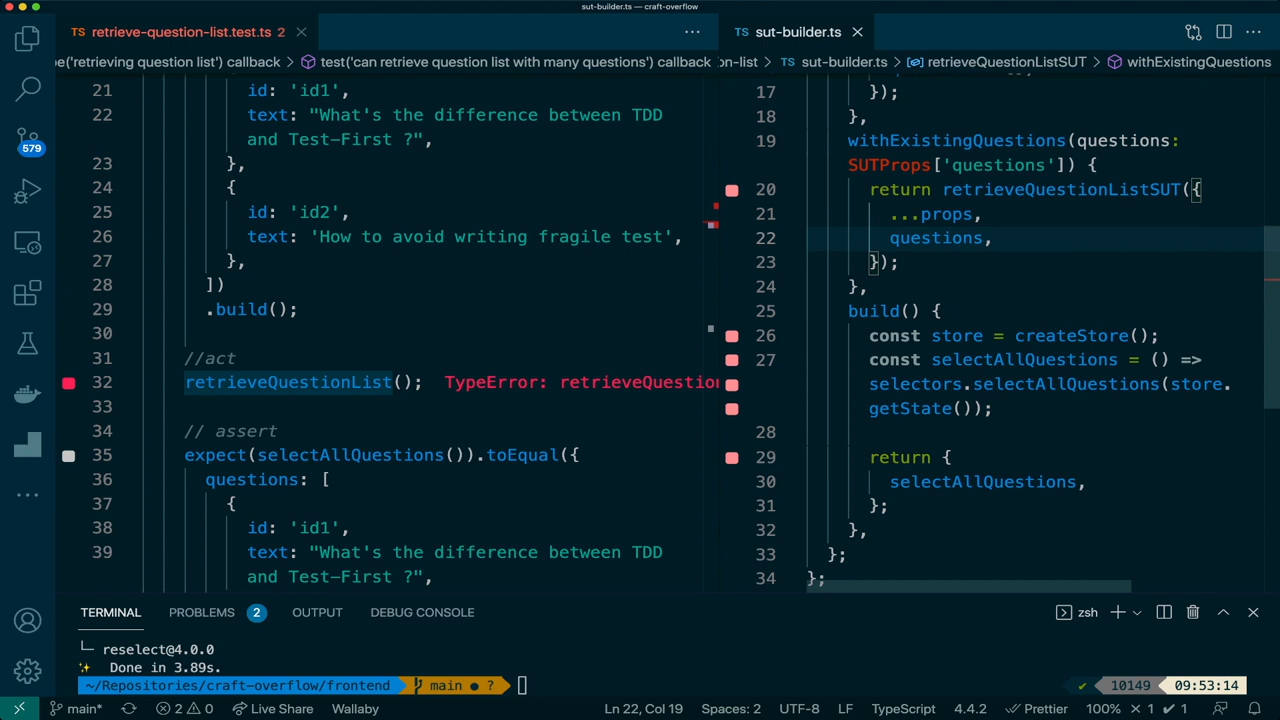 sut-builder.ts — craft-overflow
TS retrieve-question-list.test.ts 2
TS sut-builder.ts
e('retrieving question list') callback > test('can retrieve question list with many questions') callback
on-list > TS sut-builder.ts > retrieveQuestionListSUT > withExistingQuestions
579
21 id: 'id1',
22 text: "What's the difference between TDD
and Test-First ?",
23 },
24 {
25 id: 'id2',
26 text: 'How to avoid writing fragile test',
27 },
28 ])
29 .build();
30
31 //act
32 retrieveQuestionList(); TypeError: retrieveQuestio
33
34 // assert
35 expect(selectAllQuestions()).toEqual({
36 questions: [
37 {
38 id: 'id1',
39 text: "What's the difference between TDD
and Test-First ?",
17 });
18 },
19 withExistingQuestions(questions:
SUTProps['questions']) {
20 return retrieveQuestionListSUT({
21 ...props,
22 questions,
23 });
24 },
25 build() {
26 const store = createStore();
27 const selectAllQuestions = () =>
selectors.selectAllQuestions(store.
getState());
28
29 return {
30 selectAllQuestions,
31 };
32 },
33 };
34 };
TERMINAL PROBLEMS 2 OUTPUT DEBUG CONSOLE
zsh
└─ reselect@4.0.0
✨ Done in 3.89s.
~/Repositories/craft-overflow/frontend main ● ?
✔ 10149 09:53:14
main* 2 0 Live Share Wallaby
Ln 22, Col 19 Spaces: 2 UTF-8 LF TypeScript 4.4.2 Prettier 100% × 1 ✓ 1